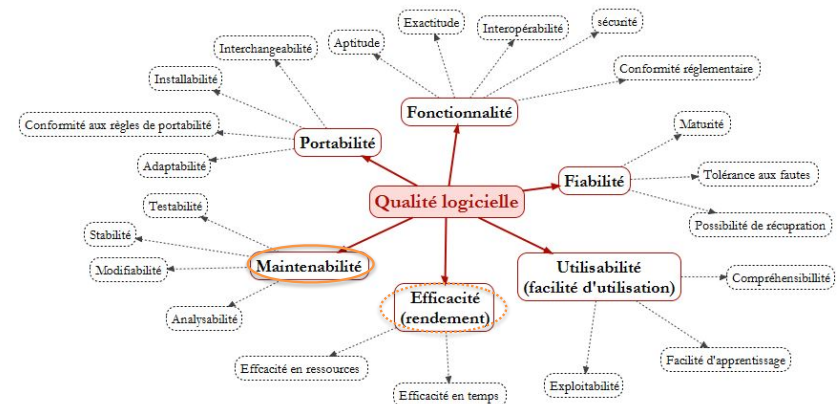 Exactitude
sécurité
Interopérabilité
Aptitude
Interchangeabilité
Conformité réglementaire
Installabilité
Fonctionnalité
Conformité aux règles de portabilité
Maturité
Portabilité
Adaptabilité
Tolérance aux fautes
Fiabilité
Qualité logicielle
Testabilité
Possibilité de récupration
Stabilité
Modifiabilité
Maintenabilité
Utilisabilité
(facilité d'utilisation)
Compréhensibillité
Efficacité
(rendement)
Analysabilité
Facilité d'apprentissage
Effcacité en ressources
Exploitabilité
Efficacité en temps